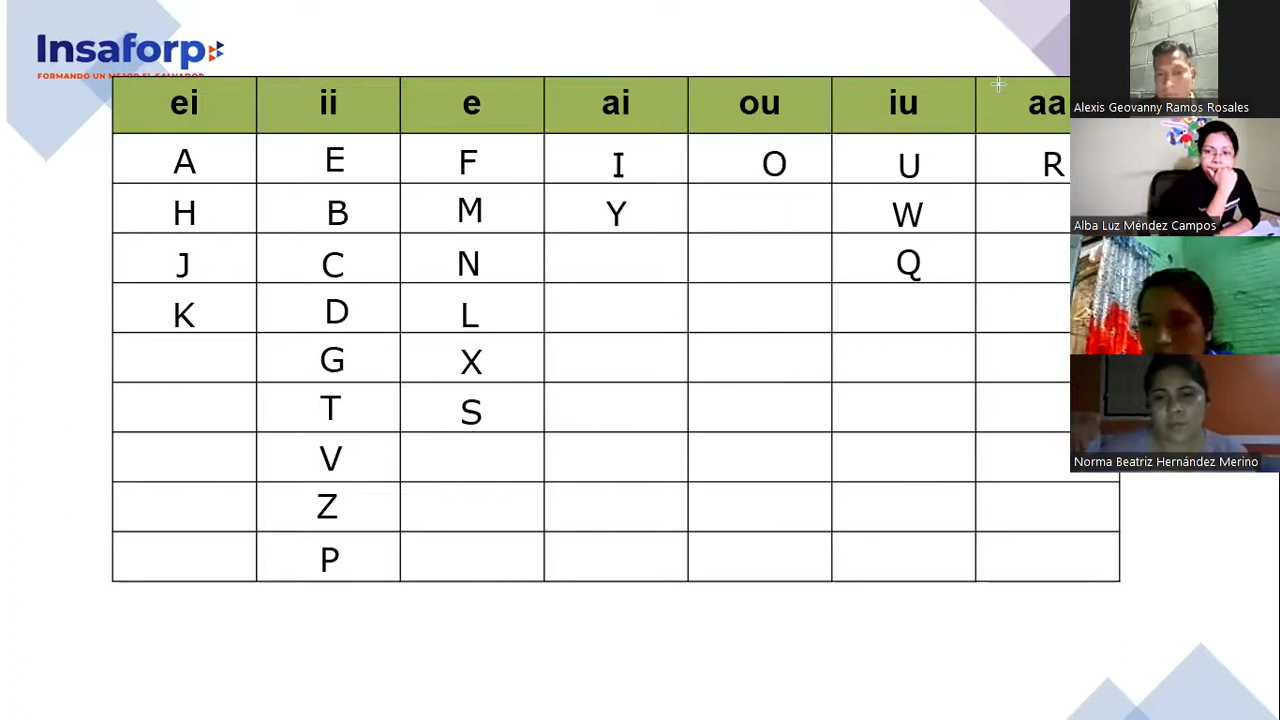 Insaforp
FORMANDO UN MEJOR EL SALVADOR
ei ii e ai ou iu aa
A E F I O U R
H B M Y W
J C N Q
K D L
G X
T S
V
Z
P
Alexis Geovanny Ramos Rosales
Alba Luz Méndez Campos
Norma Beatriz Hernández Merino